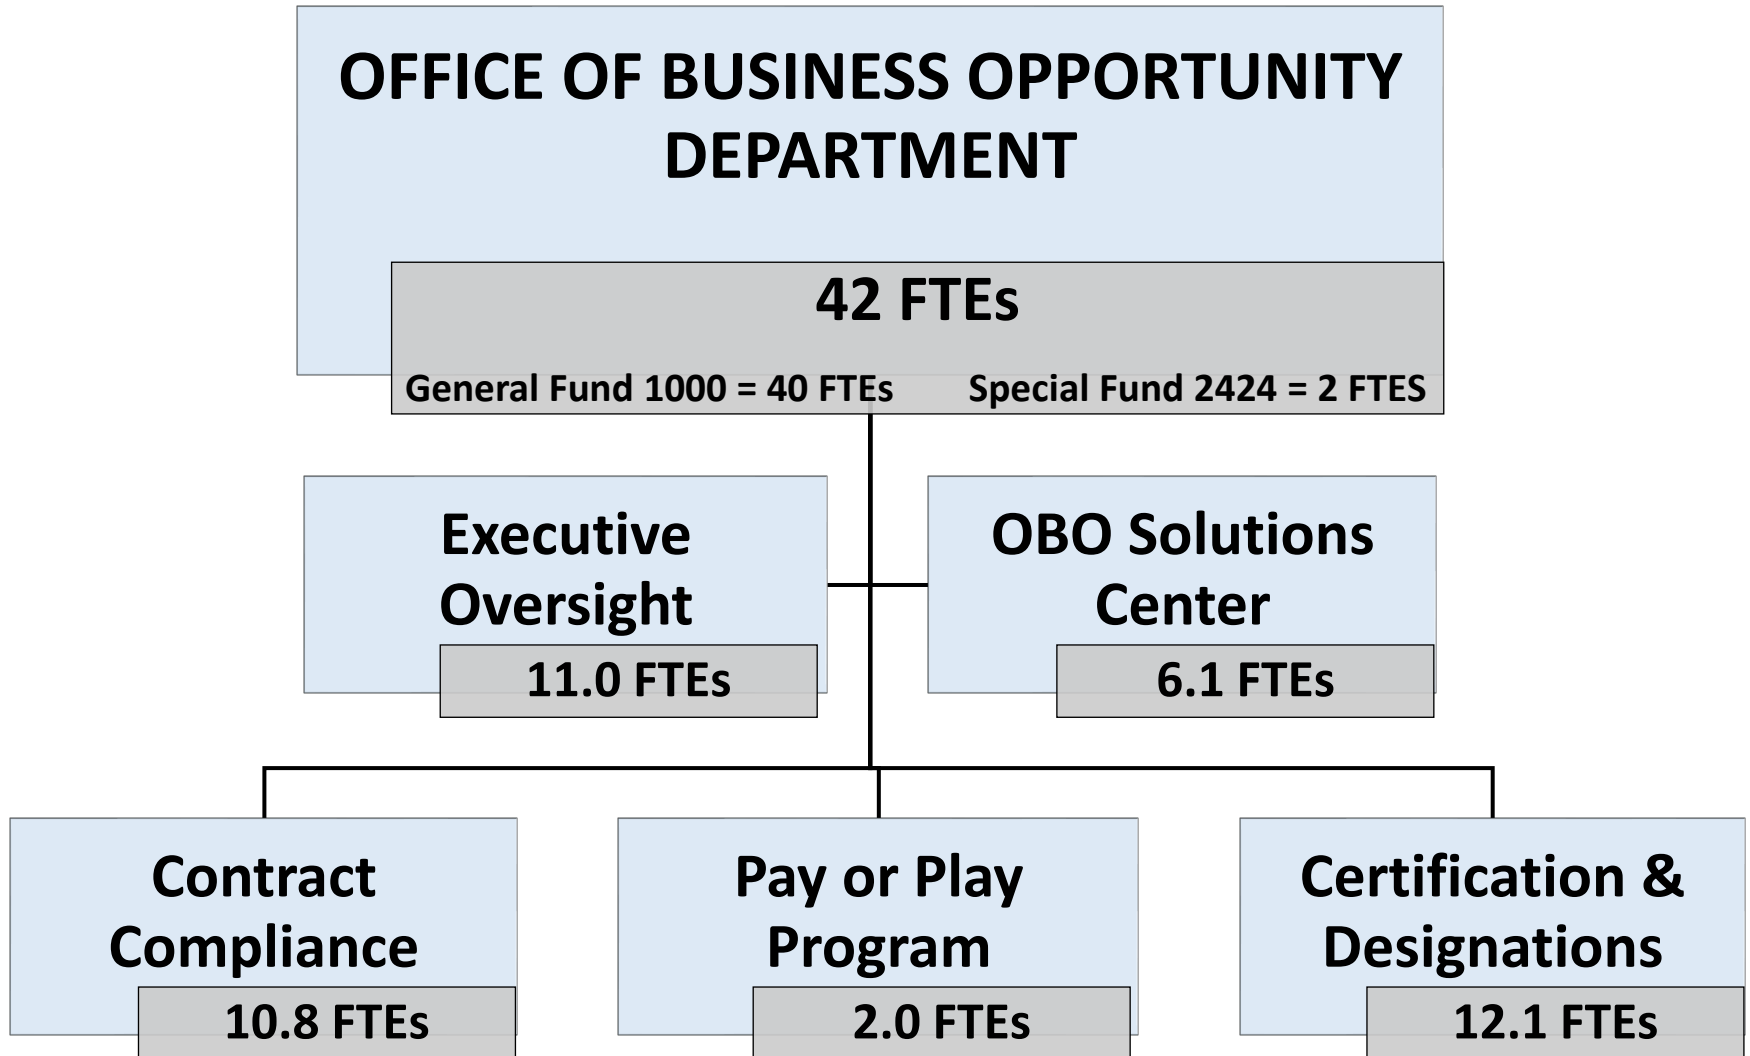 OFFICE OF BUSINESS OPPORTUNITY
DEPARTMENT
42 FTEs
General Fund 1000 = 40 FTEs Special Fund 2424 = 2 FTES
Executive
Oversight
11.0 FTEs
OBO Solutions
Center
6.1 FTEs
Contract
Compliance
10.8 FTEs
Pay or Play
Program
2.0 FTEs
Certification &
Designations
12.1 FTEs